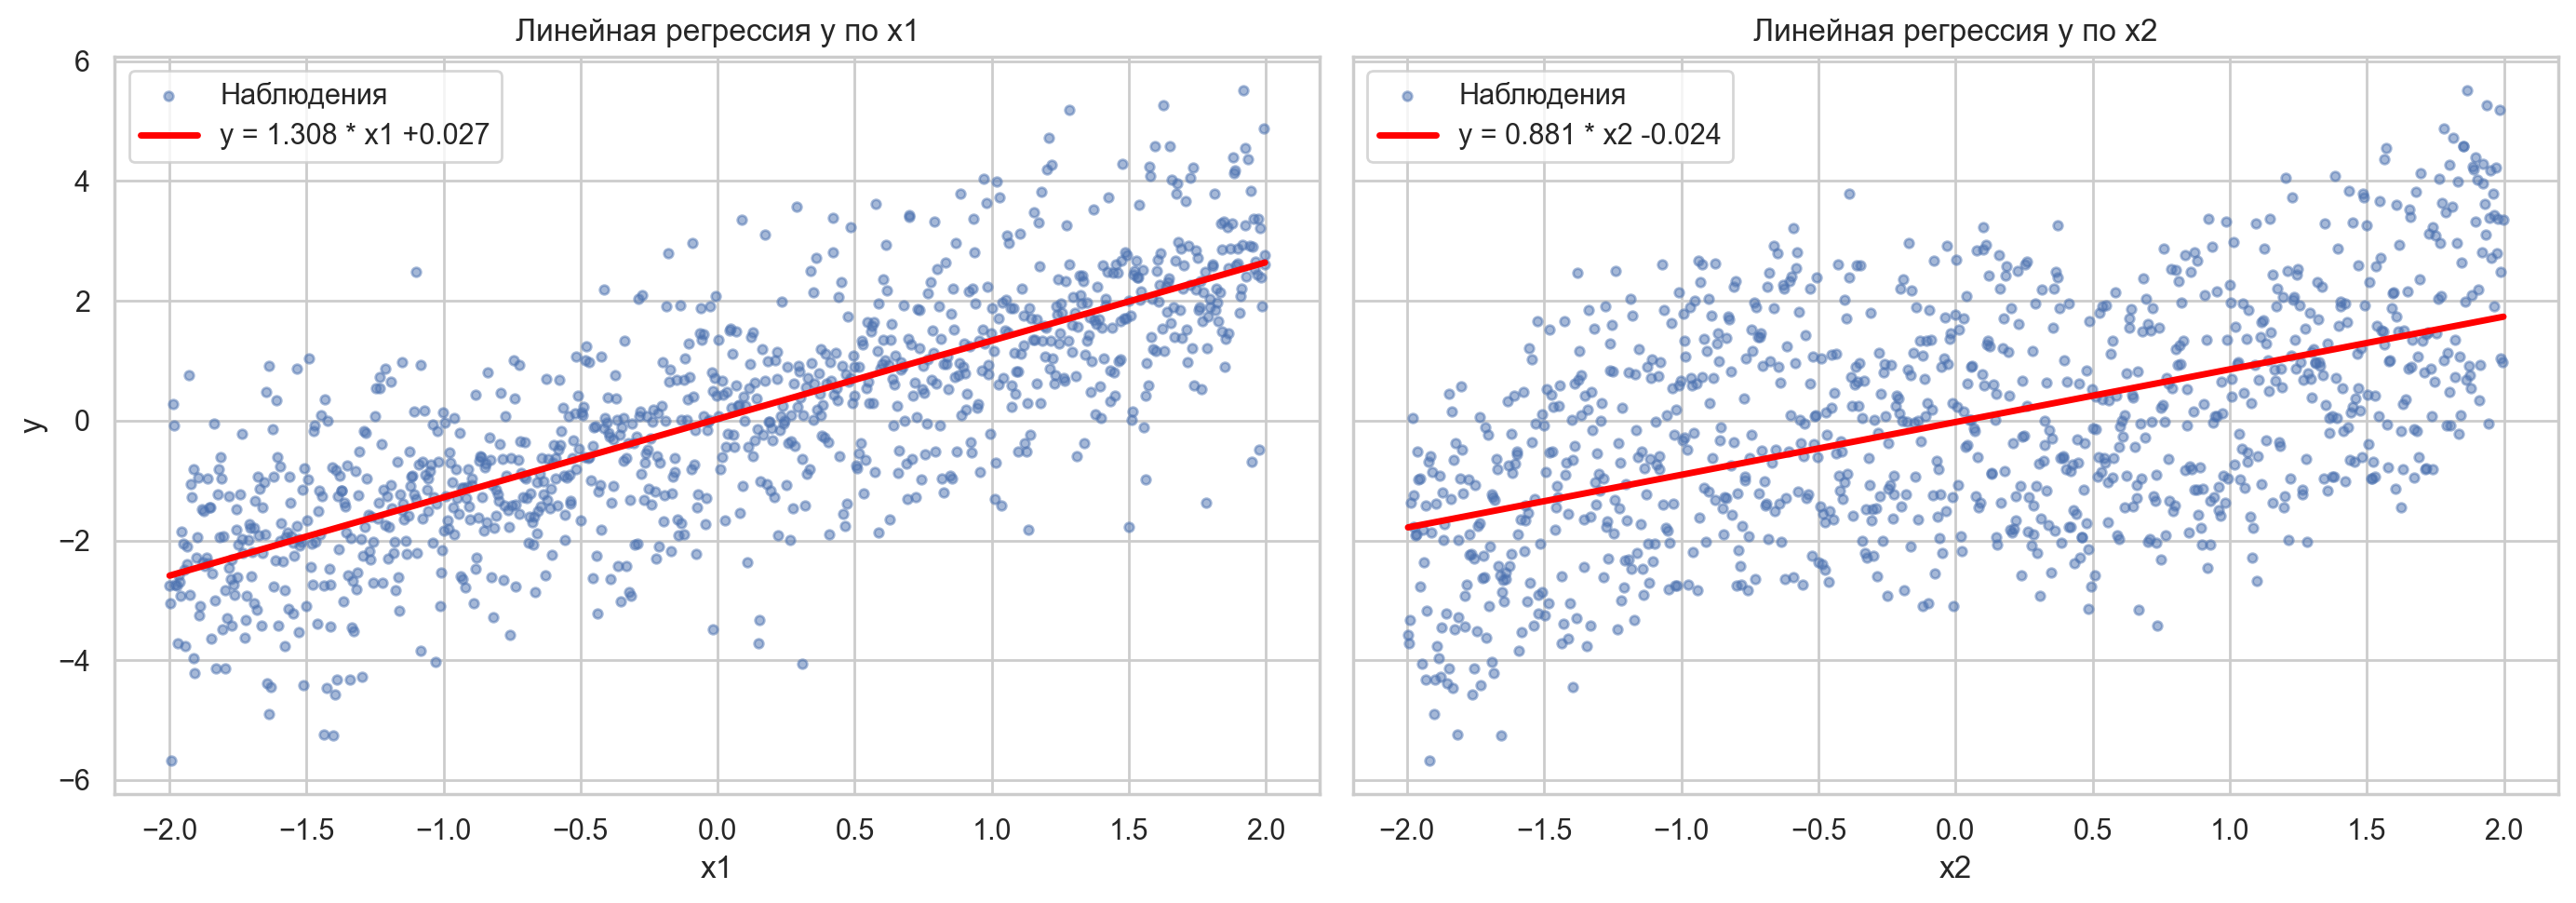 Линейная регрессия y по x1
Наблюдения
y = 1.308 * x1 +0.027
6
4
2
0
−2
−4
−6
y
−2.0 −1.5 −1.0 −0.5 0.0 0.5 1.0 1.5 2.0
x1
Линейная регрессия y по x2
Наблюдения
y = 0.881 * x2 -0.024
−2.0 −1.5 −1.0 −0.5 0.0 0.5 1.0 1.5 2.0
x2